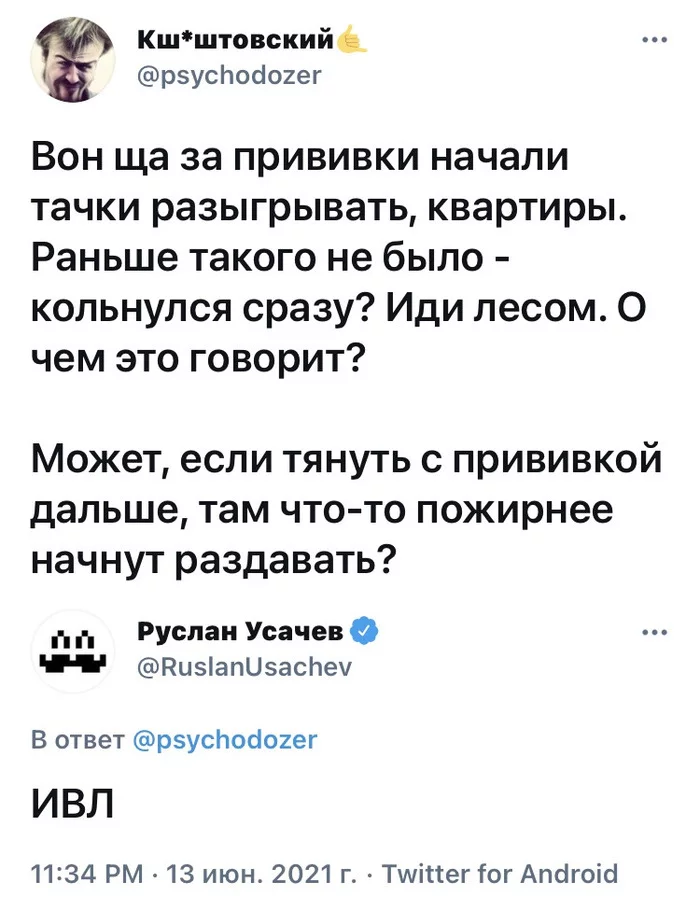 Кш*штовский🤙
@psychodozer
Вон ща за прививки начали
тачки разыгрывать, квартиры.
Раньше такого не было -
кольнулся сразу? Иди лесом. О
чем это говорит?
Может, если тянуть с прививкой
дальше, там что-то пожирнее
начнут раздавать?
Руслан Усачев
@RuslanUsachev
В ответ @psychodozer
ИВЛ
11:34 PM · 13 июн. 2021 г. · Twitter for Android